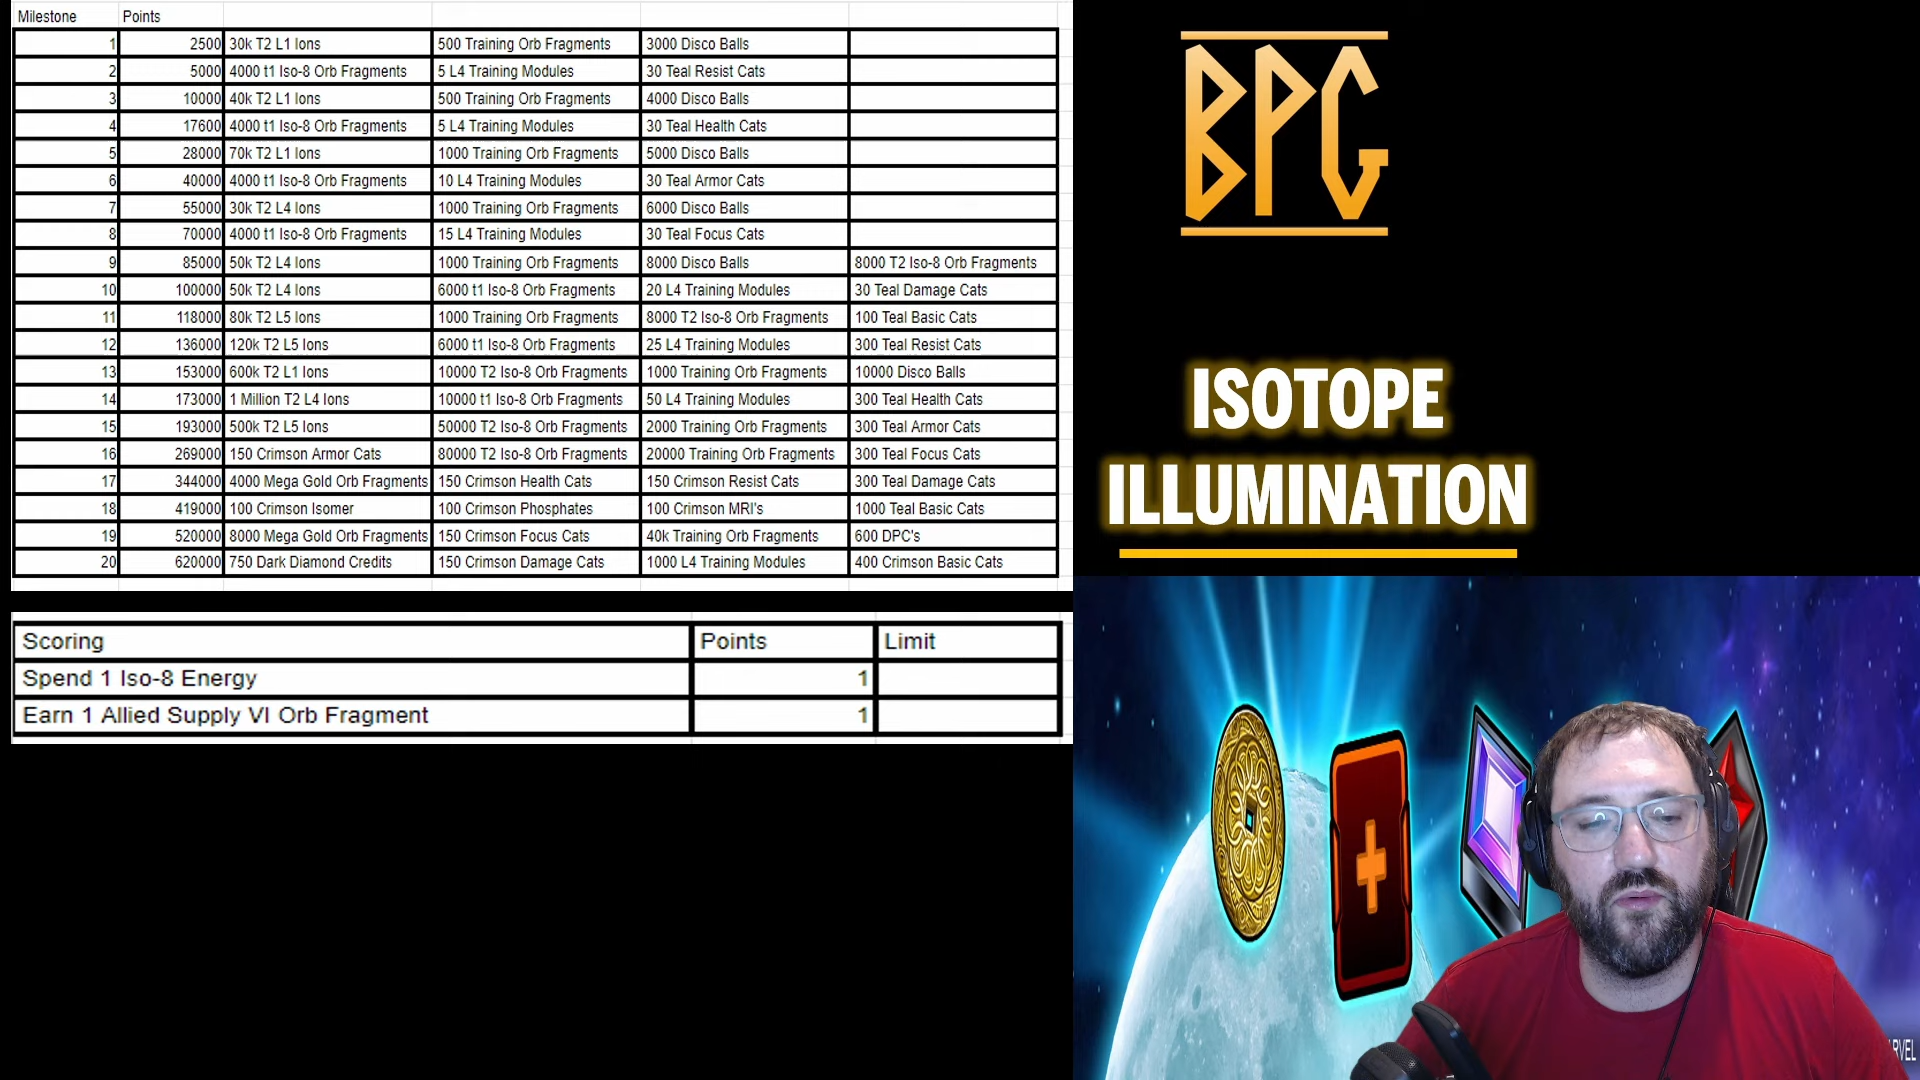 Milestone Points
1 2500 30k T2 L1 Ions 500 Training Orb Fragments 3000 Disco Balls
2 5000 4000 t1 Iso-8 Orb Fragments 5 L4 Training Modules 30 Teal Resist Cats
3 10000 40k T2 L1 Ions 500 Training Orb Fragments 4000 Disco Balls
4 17600 4000 t1 Iso-8 Orb Fragments 5 L4 Training Modules 30 Teal Health Cats
5 28000 70k T2 L1 Ions 1000 Training Orb Fragments 5000 Disco Balls
6 40000 4000 t1 Iso-8 Orb Fragments 10 L4 Training Modules 30 Teal Armor Cats
7 55000 30k T2 L4 Ions 1000 Training Orb Fragments 6000 Disco Balls
8 70000 4000 t1 Iso-8 Orb Fragments 15 L4 Training Modules 30 Teal Focus Cats
9 85000 50k T2 L4 Ions 1000 Training Orb Fragments 8000 Disco Balls 8000 T2 Iso-8 Orb Fragments
10 100000 50k T2 L4 Ions 6000 t1 Iso-8 Orb Fragments 20 L4 Training Modules 30 Teal Damage Cats
11 118000 80k T2 L5 Ions 1000 Training Orb Fragments 8000 T2 Iso-8 Orb Fragments 100 Teal Basic Cats
12 136000 120k T2 L5 Ions 6000 t1 Iso-8 Orb Fragments 25 L4 Training Modules 300 Teal Resist Cats
13 153000 600k T2 L1 Ions 10000 T2 Iso-8 Orb Fragments 1000 Training Orb Fragments 10000 Disco Balls
14 173000 1 Million T2 L4 Ions 10000 t1 Iso-8 Orb Fragments 50 L4 Training Modules 300 Teal Health Cats
15 193000 500k T2 L5 Ions 50000 T2 Iso-8 Orb Fragments 2000 Training Orb Fragments 300 Teal Armor Cats
16 269000 150 Crimson Armor Cats 80000 T2 Iso-8 Orb Fragments 20000 Training Orb Fragments 300 Teal Focus Cats
17 344000 4000 Mega Gold Orb Fragments 150 Crimson Health Cats 150 Crimson Resist Cats 300 Teal Damage Cats
18 419000 100 Crimson Isomer 100 Crimson Phosphates 100 Crimson MRI's 1000 Teal Basic Cats
19 520000 8000 Mega Gold Orb Fragments 150 Crimson Focus Cats 40k Training Orb Fragments 600 DPC's
20 620000 750 Dark Diamond Credits 150 Crimson Damage Cats 1000 L4 Training Modules 400 Crimson Basic Cats
Scoring Points Limit
Spend 1 Iso-8 Energy 1
Earn 1 Allied Supply VI Orb Fragment 1
BPG
ISOTOPE
ILLUMINATION